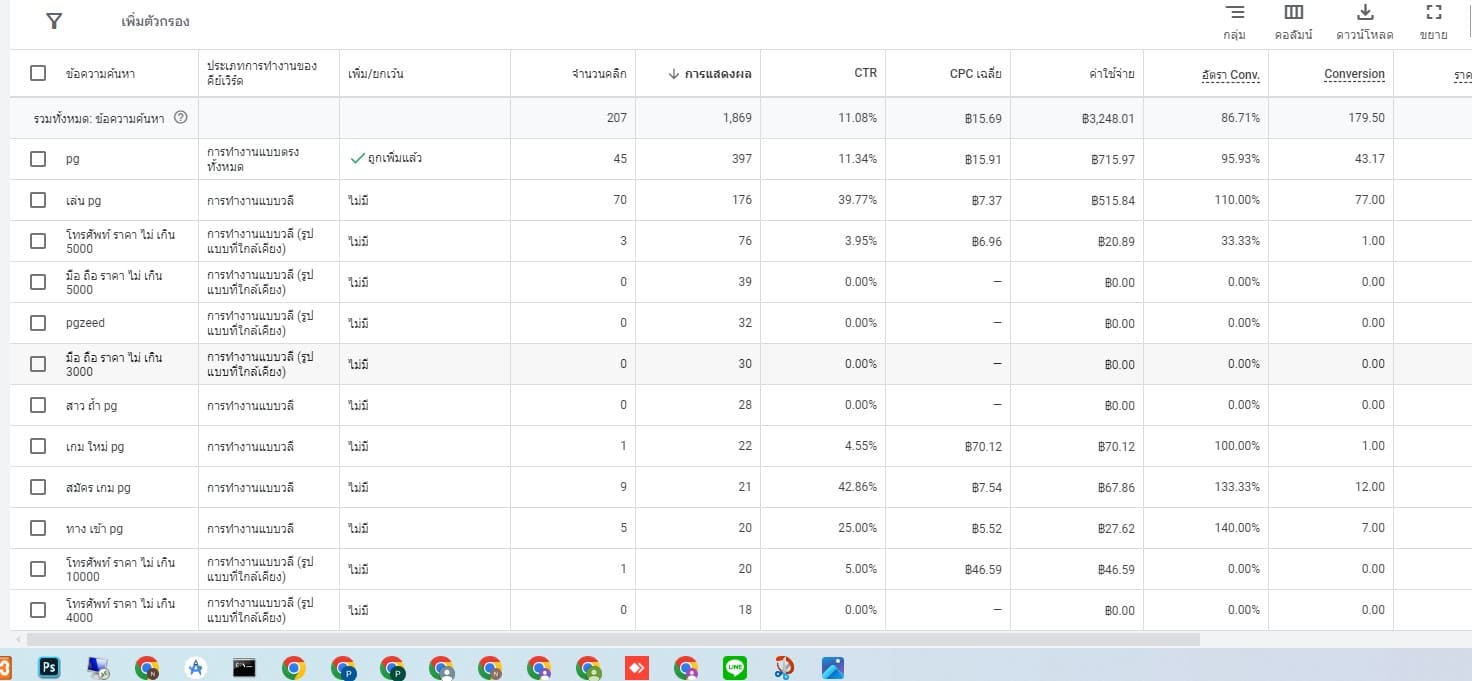 เพิ่มตัวกรอง
กลุ่ม คอลัมน์ ดาวน์โหลด ขยาย
ข้อความค้นหา ประเภทการทำงานของ คีย์เวิร์ด เพิ่ม/ยกเว้น จำนวนคลิก การแสดงผล CTR CPC เฉลี่ย ค่าใช้จ่าย อัตรา Conv. Conversion ราค
รวมทั้งหมด: ข้อความค้นหา 207 1,869 11.08% ฿15.69 ฿3,248.01 86.71% 179.50
pg การทำงานแบบตรง ทั้งหมด ถูกเพิ่มแล้ว 45 397 11.34% ฿15.91 ฿715.97 95.93% 43.17
เล่น pg การทำงานแบบวลี ไม่มี 70 176 39.77% ฿7.37 ฿515.84 110.00% 77.00
โทรศัพท์ ราคา ไม่ เกิน 5000 การทำงานแบบวลี (รูป แบบที่ใกล้เคียง) ไม่มี 3 76 3.95% ฿6.96 ฿20.89 33.33% 1.00
มือ ถือ ราคา ไม่ เกิน 5000 การทำงานแบบวลี (รูป แบบที่ใกล้เคียง) ไม่มี 0 39 0.00% – ฿0.00 0.00% 0.00
pgzeed การทำงานแบบวลี (รูป แบบที่ใกล้เคียง) ไม่มี 0 32 0.00% – ฿0.00 0.00% 0.00
มือ ถือ ราคา ไม่ เกิน 3000 การทำงานแบบวลี (รูป แบบที่ใกล้เคียง) ไม่มี 0 30 0.00% – ฿0.00 0.00% 0.00
สาว ถ้ำ pg การทำงานแบบวลี ไม่มี 0 28 0.00% – ฿0.00 0.00% 0.00
เกม ใหม่ pg การทำงานแบบวลี ไม่มี 1 22 4.55% ฿70.12 ฿70.12 100.00% 1.00
สมัคร เกม pg การทำงานแบบวลี ไม่มี 9 21 42.86% ฿7.54 ฿67.86 133.33% 12.00
ทาง เข้า pg การทำงานแบบวลี ไม่มี 5 20 25.00% ฿5.52 ฿27.62 140.00% 7.00
โทรศัพท์ ราคา ไม่ เกิน 10000 การทำงานแบบวลี (รูป แบบที่ใกล้เคียง) ไม่มี 1 20 5.00% ฿46.59 ฿46.59 0.00% 0.00
โทรศัพท์ ราคา ไม่ เกิน 4000 การทำงานแบบวลี (รูป แบบที่ใกล้เคียง) ไม่มี 0 18 0.00% – ฿0.00 0.00% 0.00
Ps N P P N LINE